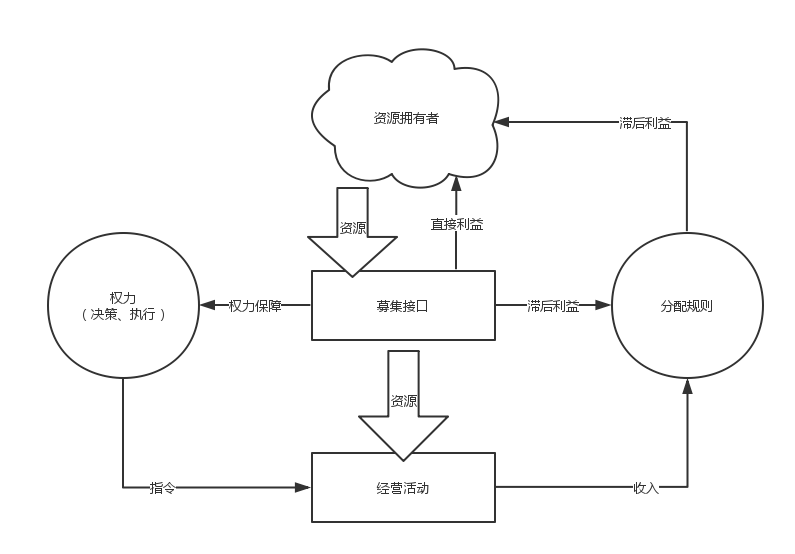 资源拥有者
滞后利益
资源
直接利益
权力
（决策、执行）
权力保障
募集接口
滞后利益
分配规则
资源
指令
经营活动
收入